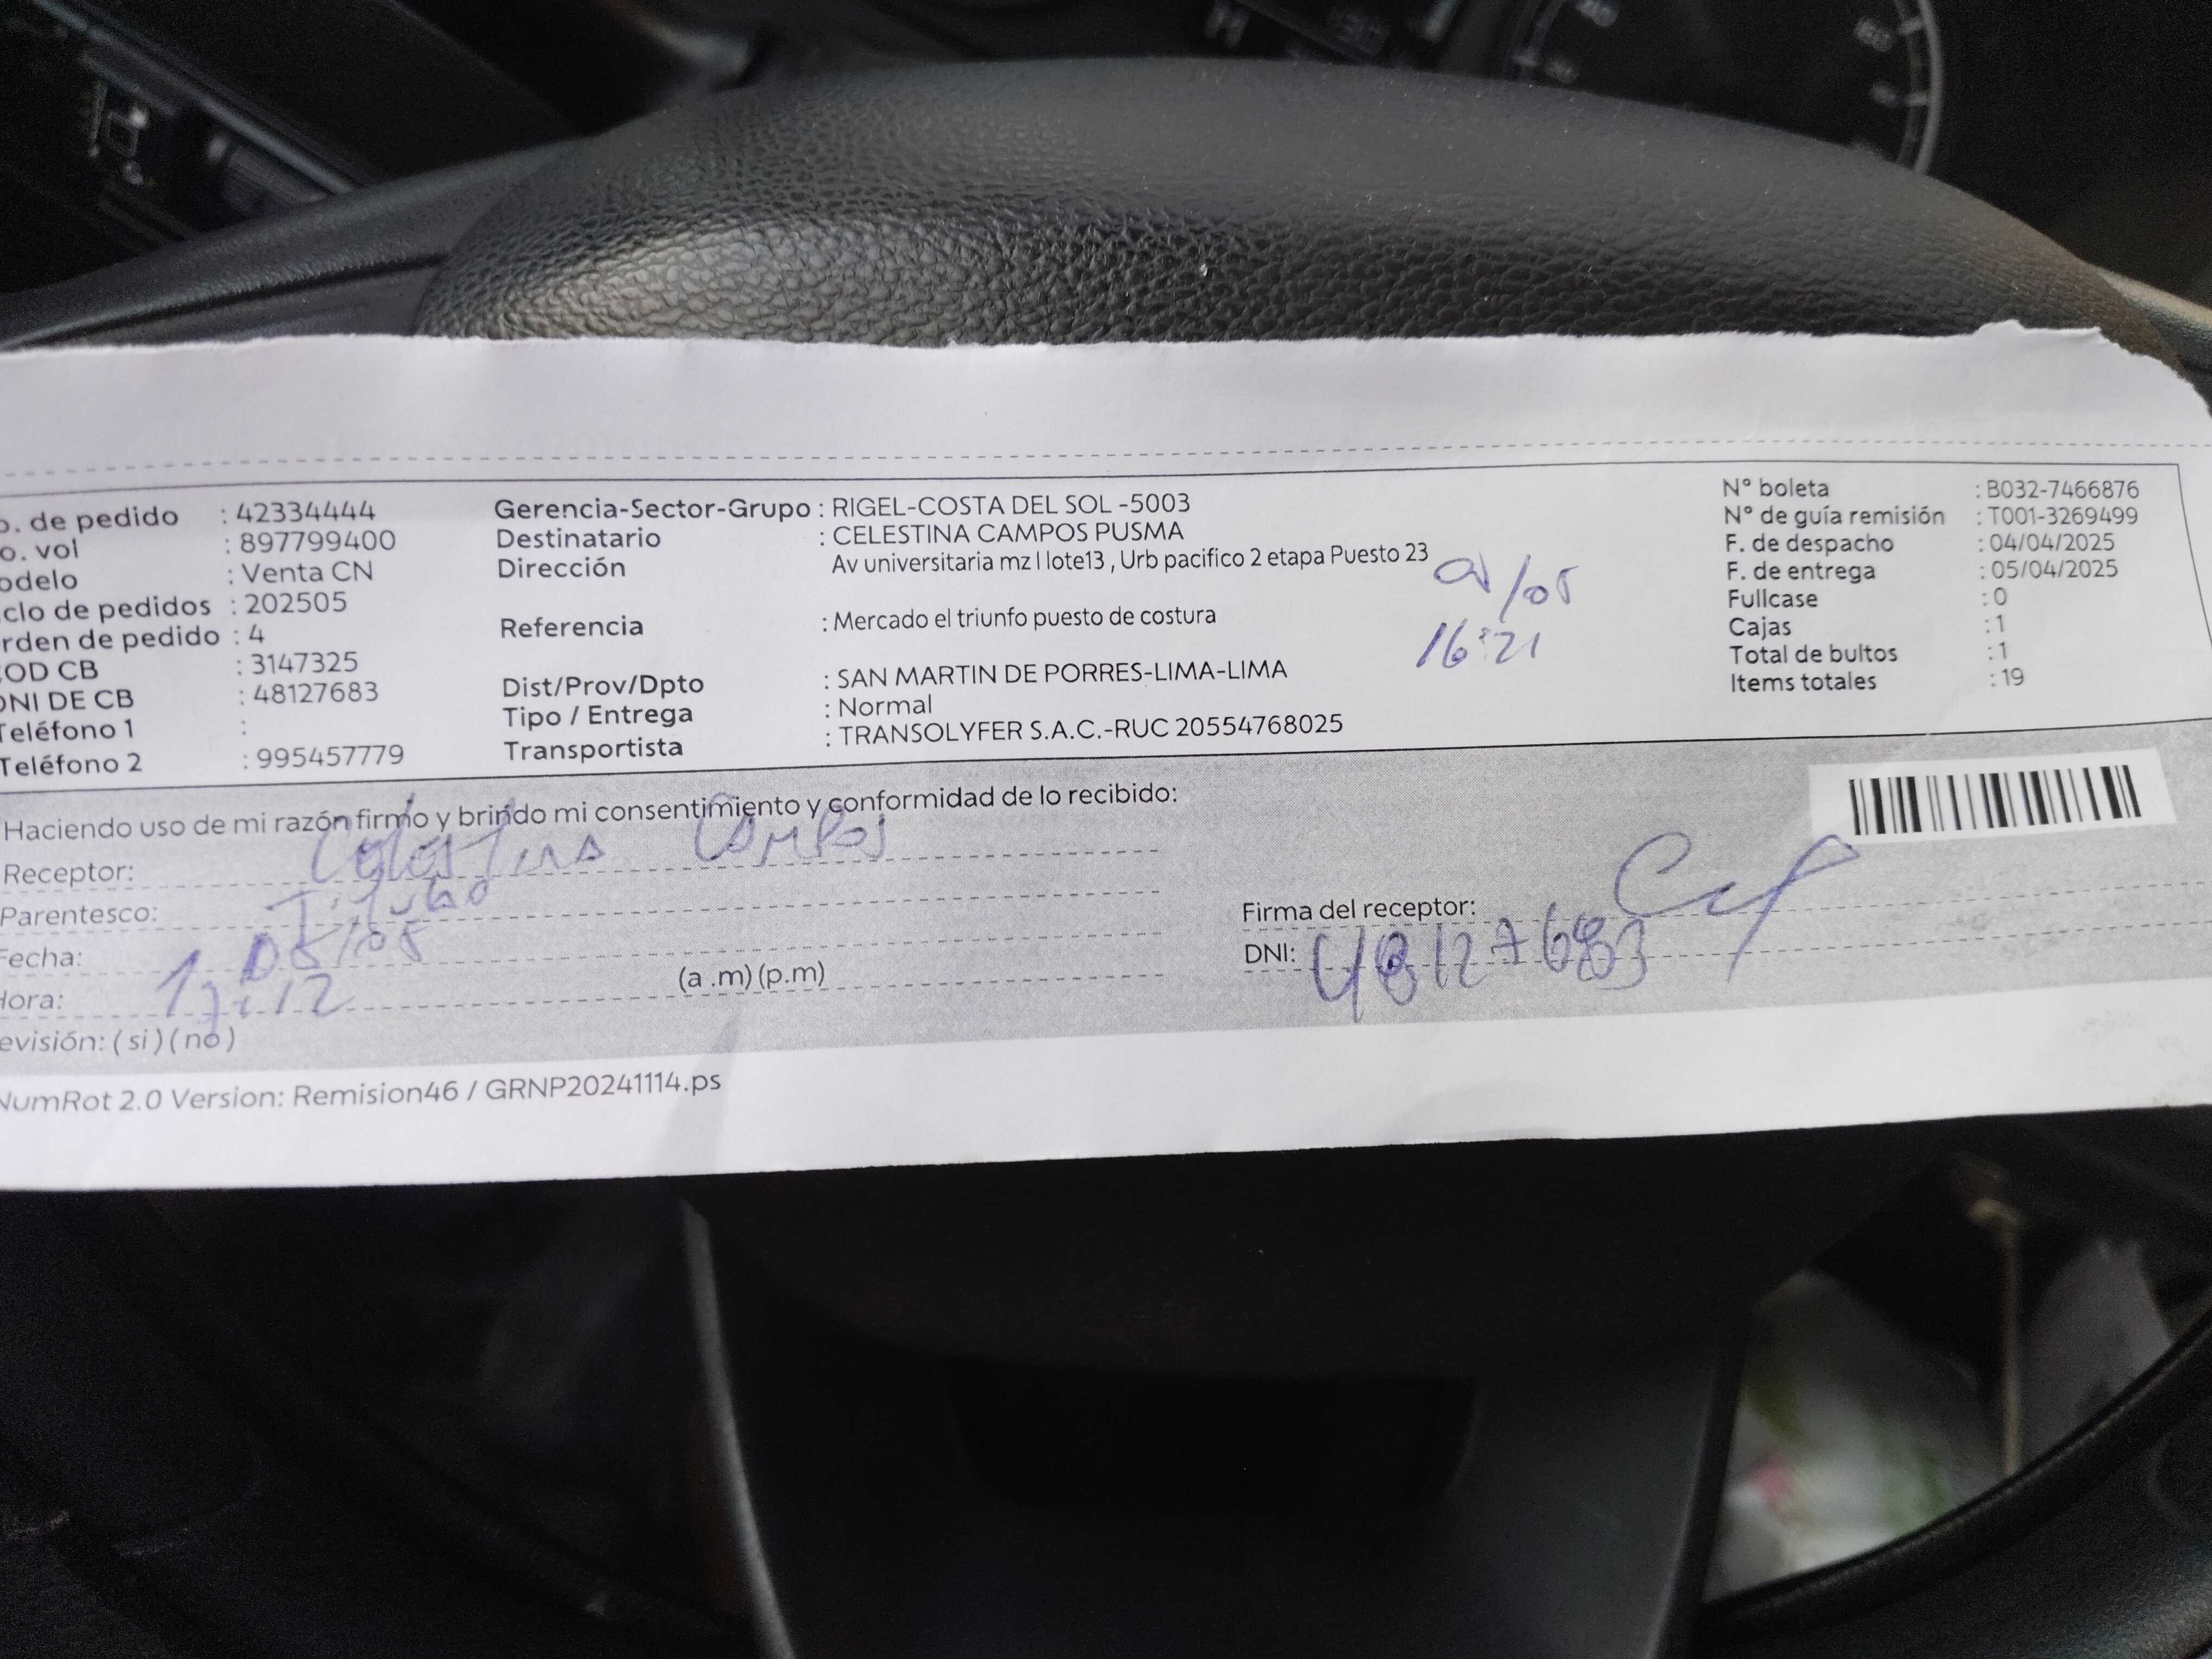 o. de pedido : 42334444
o. vol : 897799400
odelo : Venta CN
clo de pedidos : 202505
rden de pedido : 4
OD CB : 3147325
DNI DE CB : 48127683
Teléfono 1 :
Teléfono 2 : 995457779
Gerencia-Sector-Grupo : RIGEL-COSTA DEL SOL -5003
Destinatario : CELESTINA CAMPOS PUSMA
Dirección Av universitaria mz l lote13 , Urb pacifico 2 etapa Puesto 23
Referencia : Mercado el triunfo puesto de costura
Dist/Prov/Dpto : SAN MARTIN DE PORRES-LIMA-LIMA
Tipo / Entrega : Normal
Transportista : TRANSOLYFER S.A.C.-RUC 20554768025
16:21
N° boleta : B032-7466876
N° de guía remisión : T001-3269499
F. de despacho : 04/04/2025
F. de entrega : 05/04/2025
Fullcase : 0
Cajas : 1
Total de bultos : 1
Items totales : 19
Haciendo uso de mi razón firmo y brindo mi consentimiento y conformidad de lo recibido:
Receptor: Celestina Campos
Parentesco:
Fecha: 05/05
Hora: (a .m) (p.m)
evisión: ( si ) ( no )
Firma del receptor:
DNI: 48127683
NumRot 2.0 Version: Remision46 / GRNP20241114.ps